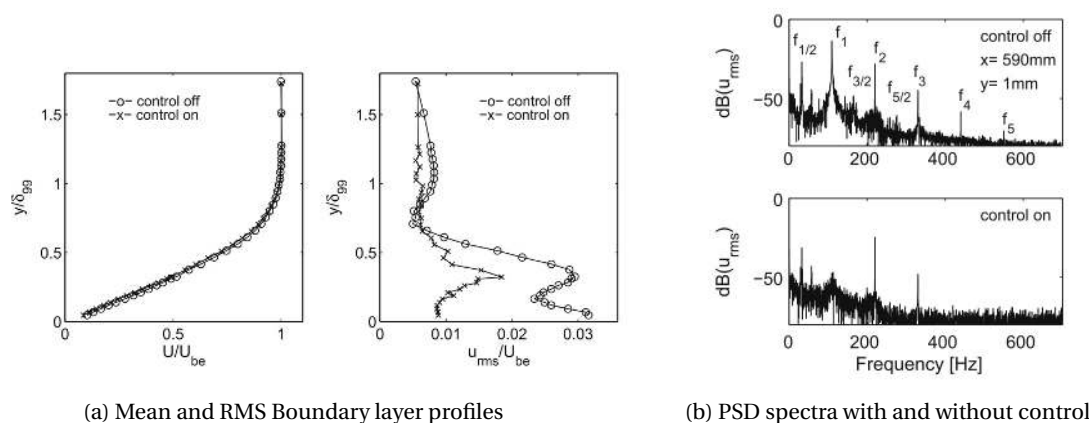 y/δ99
1.5
1
0.5
0
0
0.5
1
U/Ube
control off
control on
y/δ99
1.5
1
0.5
0
0
0.01
0.02
0.03
urms/Ube
control off
control on
(a) Mean and RMS Boundary layer profiles
dB(urms)
0
−50
f1/2
f1
f3/2
f2
f5/2
f3
f4
f5
control off
x= 590mm
y= 1mm
0
200
400
600
dB(urms)
0
−50
control on
0
200
400
600
Frequency [Hz]
(b) PSD spectra with and without control